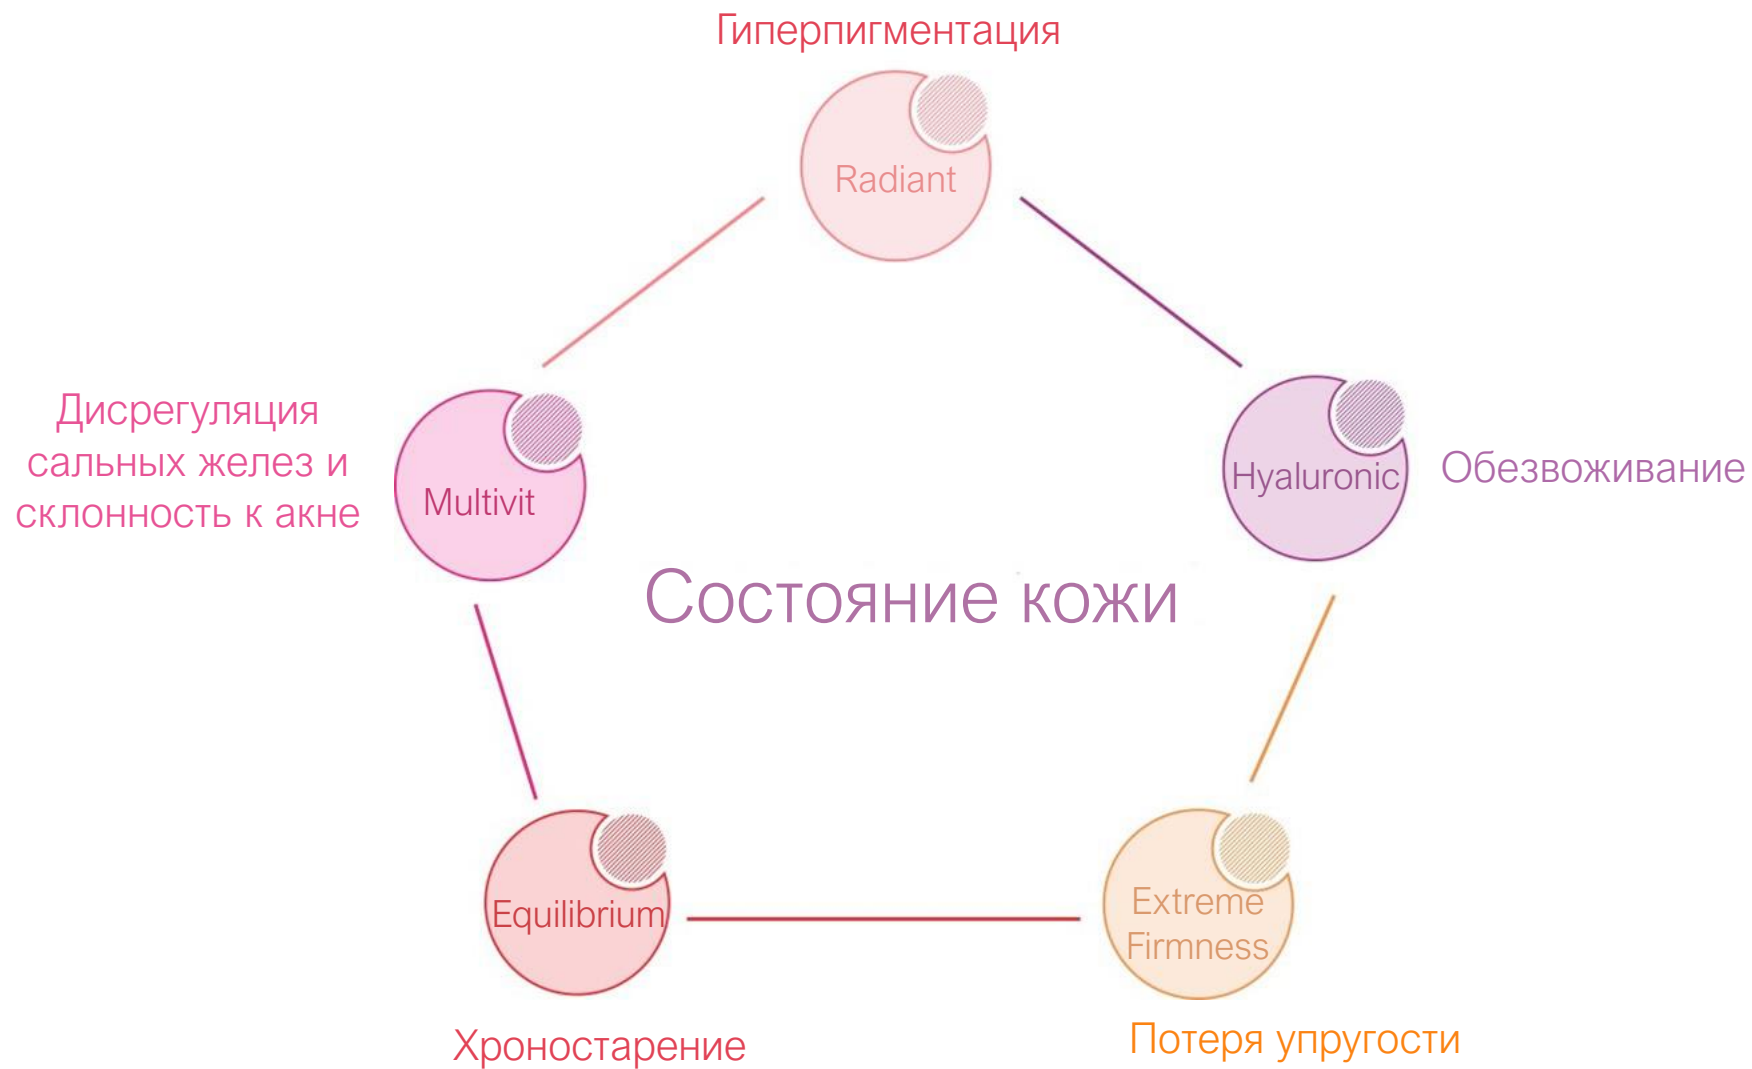 Гиперпигментация
Radiant
Дисрегуляция
сальных желез и
склонность к акне
Multivit
Hyaluronic
Обезвоживание
Состояние кожи
Equilibrium
Extreme
Firmness
Хроностарение
Потеря упругости